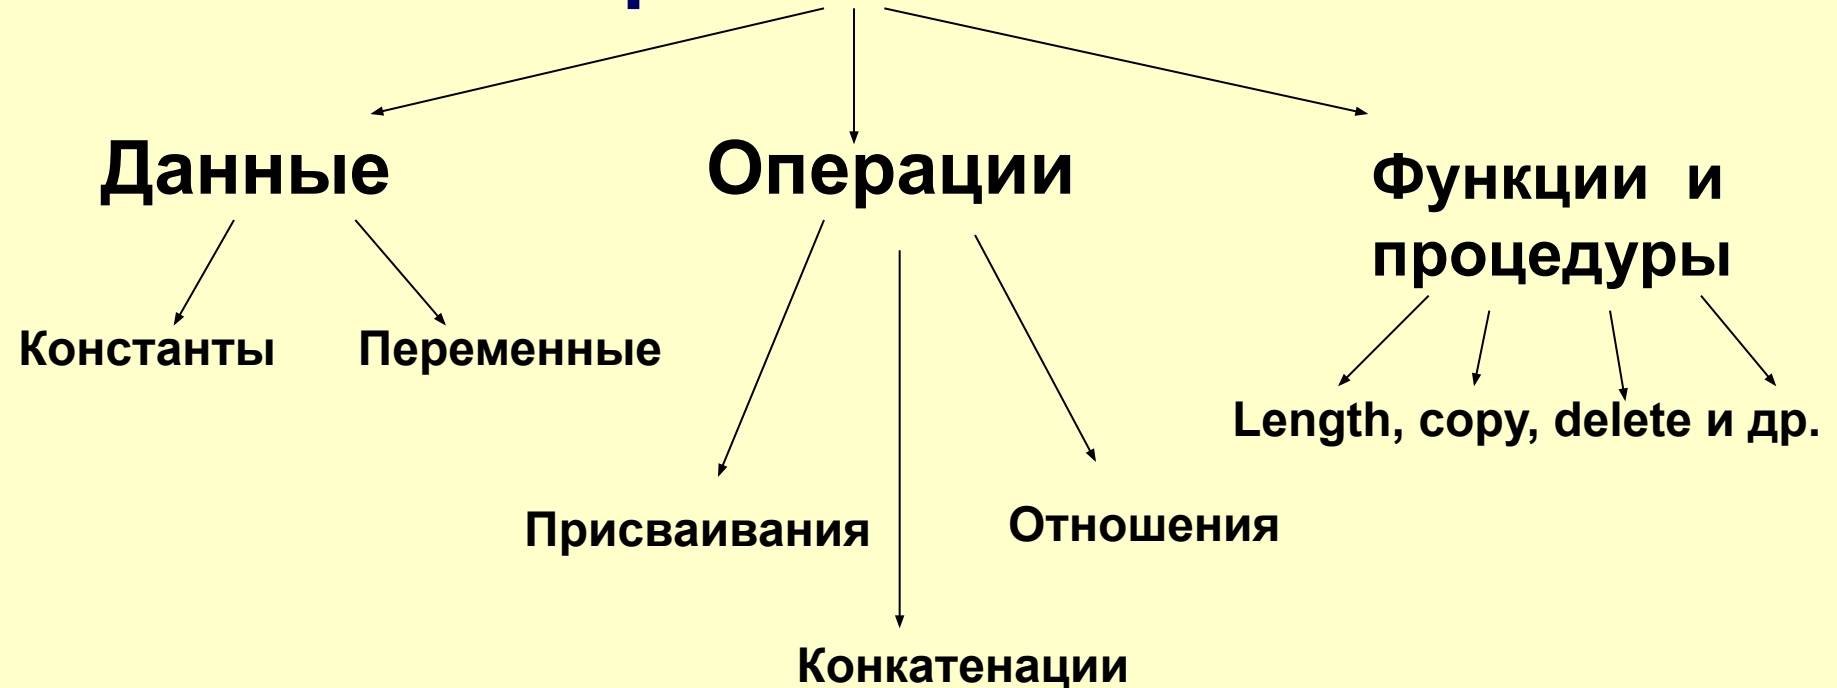 Данные
Операции
Функции и
процедуры
Константы
Переменные
Length, copy, delete и др.
Присваивания
Отношения
Конкатенации